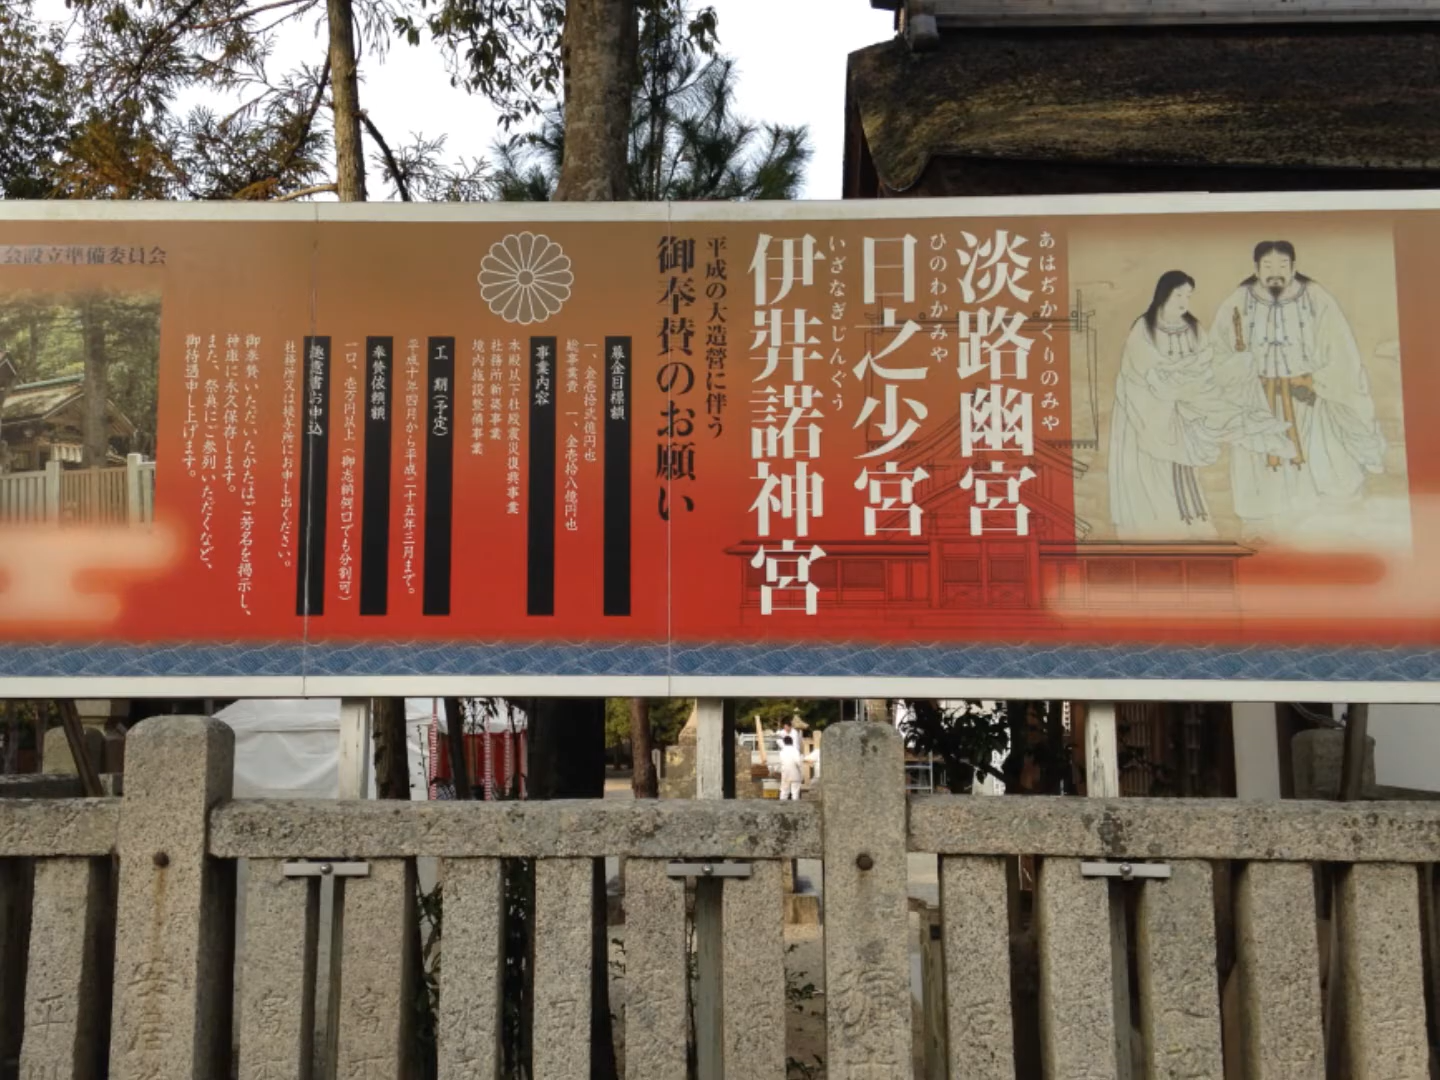 あはぢかくりのみや
淡路幽宮
ひのわかみや
日之少宮
いざなぎじんぐう
伊弉諾神宮
平成の大造営に伴う
御奉賛のお願い
募金目標額
一、金壱拾弐億円也
総事業費 一、金壱拾八億円也
事業内容
本殿以下社殿震災復興事業
社務所新築事業
境内施設整備事業
工 期(予定)
平成十年四月から平成二十五年三月まで。
奉賛依頼額
一口、壱万円以上(御志納何口でも分割可)
趣意書お申込
社務所又は授与所にお申し出ください。
御奉賛いただいたかたはご芳名を掲示し、
神庫に永久保存します。
また、祭典にご参列いただくなど、
御待遇申し上げます。
会設立準備委員会